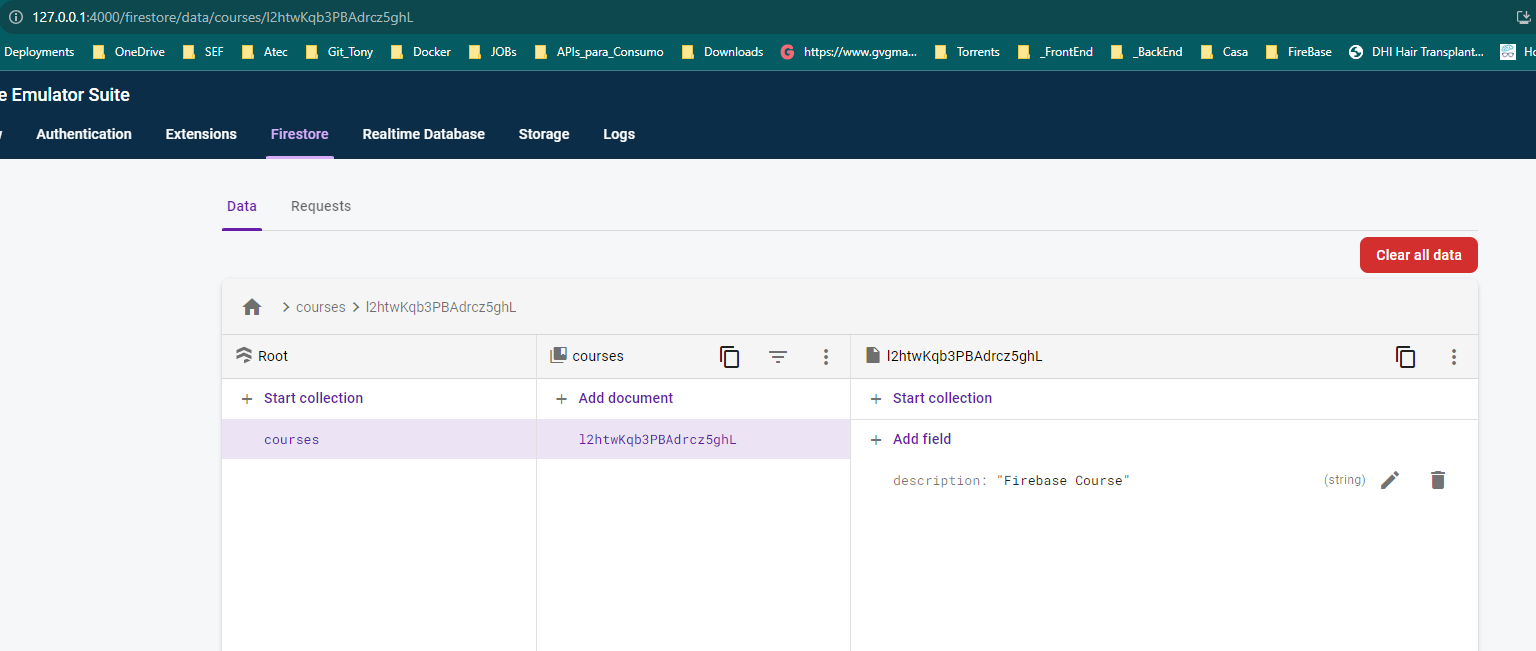 127.0.0.1:4000/firestore/data/courses/l2htwKqb3PBAdrcz5ghL
Deployments OneDrive SEF Atec Git_Tony Docker JOBs APIs_para_Consumo Downloads https://www.gvgma... Torrents _FrontEnd _BackEnd Casa FireBase DHI Hair Transplant... Ho
e Emulator Suite
Authentication Extensions Firestore Realtime Database Storage Logs
Data Requests
Clear all data
courses l2htwKqb3PBAdrcz5ghL
Root courses l2htwKqb3PBAdrcz5ghL
+ Start collection + Add document + Start collection
courses l2htwKqb3PBAdrcz5ghL + Add field
description: "Firebase Course" (string)